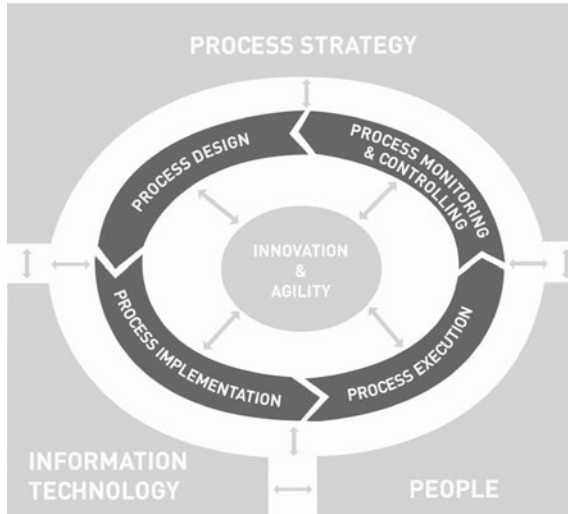 PROCESS STRATEGY
PROCESS DESIGN
PROCESS MONITORING
& CONTROLLING
INNOVATION
&
AGILITY
PROCESS IMPLEMENTATION
PROCESS EXECUTION
INFORMATION
TECHNOLOGY
PEOPLE